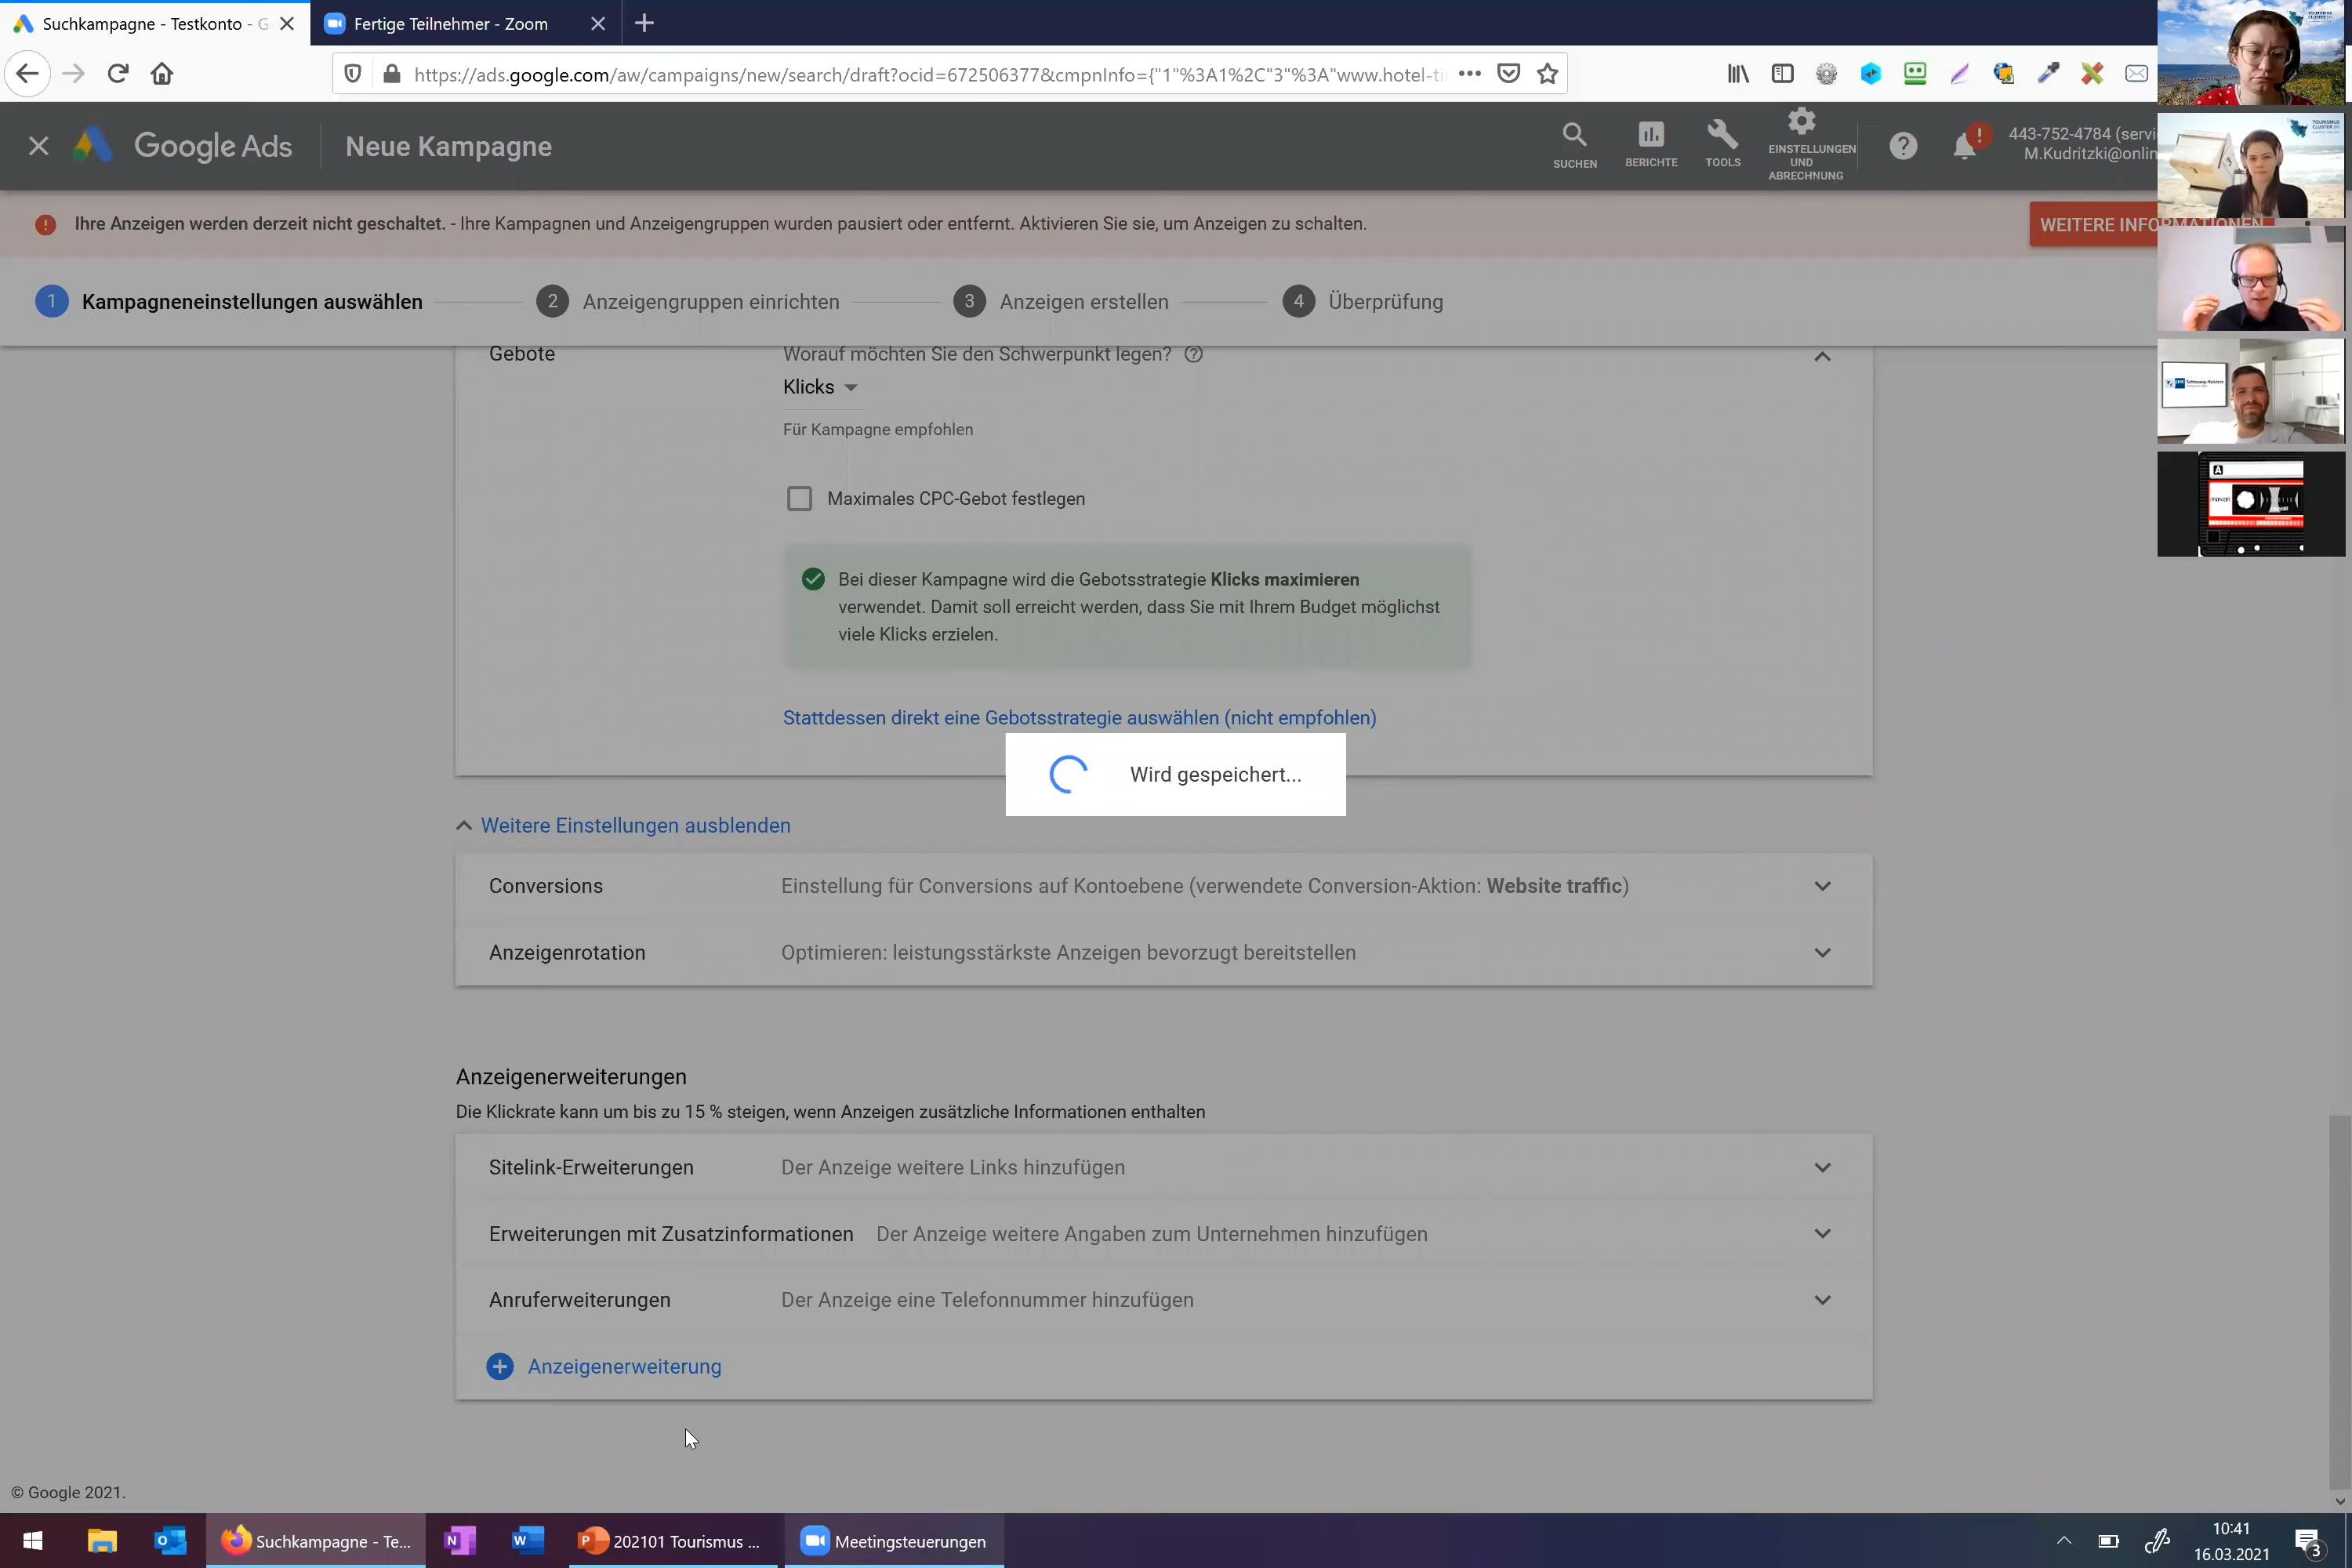 Suchkampagne - Testkonto - G
Fertige Teilnehmer - Zoom
https://ads.google.com/aw/campaigns/new/search/draft?ocid=672506377&cmpnInfo={"1"%3A1%2C"3"%3A"www.hotel-ti
Google Ads
Neue Kampagne
SUCHEN
BERICHTE
TOOLS
EINSTELLUNGEN
UND
ABRECHNUNG
443-752-4784 (servi
M.Kudritzki@onlin
Ihre Anzeigen werden derzeit nicht geschaltet. - Ihre Kampagnen und Anzeigengruppen wurden pausiert oder entfernt. Aktivieren Sie sie, um Anzeigen zu schalten.
WEITERE INFORMATIONEN
1 Kampagneneinstellungen auswählen
2 Anzeigengruppen einrichten
3 Anzeigen erstellen
4 Überprüfung
Gebote
Worauf möchten Sie den Schwerpunkt legen?
Klicks
Für Kampagne empfohlen
Maximales CPC-Gebot festlegen
Bei dieser Kampagne wird die Gebotsstrategie Klicks maximieren
verwendet. Damit soll erreicht werden, dass Sie mit Ihrem Budget möglichst
viele Klicks erzielen.
Stattdessen direkt eine Gebotsstrategie auswählen (nicht empfohlen)
Wird gespeichert...
Weitere Einstellungen ausblenden
Conversions
Einstellung für Conversions auf Kontoebene (verwendete Conversion-Aktion: Website traffic)
Anzeigenrotation
Optimieren: leistungsstärkste Anzeigen bevorzugt bereitstellen
Anzeigenerweiterungen
Die Klickrate kann um bis zu 15 % steigen, wenn Anzeigen zusätzliche Informationen enthalten
Sitelink-Erweiterungen
Der Anzeige weitere Links hinzufügen
Erweiterungen mit Zusatzinformationen
Der Anzeige weitere Angaben zum Unternehmen hinzufügen
Anruferweiterungen
Der Anzeige eine Telefonnummer hinzufügen
Anzeigenerweiterung
© Google 2021.
Suchkampagne - Te...
202101 Tourismus ...
Meetingsteuerungen
10:41
16.03.2021
3
TOURISMUS
CLUSTER
IHK Schleswig-Holstein
A
maxell